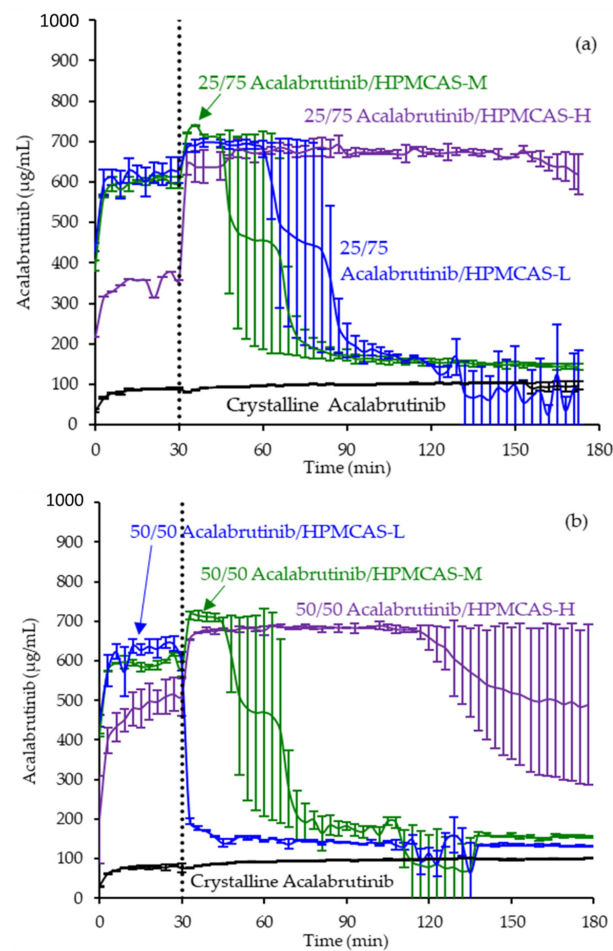 1000
(a)
900
25/75 Acalabrutinib/HPMCAS-M
800
25/75 Acalabrutinib/HPMCAS-H
700
600
500
400
25/75
Acalabrutinib/HPMCAS-L
300
200
100
Crystalline Acalabrutinib
0
Acalabrutinib (µg/mL)
0 30 60 90 120 150 180
Time (min)
1000
(b)
900
50/50 Acalabrutinib/HPMCAS-L
800
50/50 Acalabrutinib/HPMCAS-M
700
50/50 Acalabrutinib/HPMCAS-H
600
500
400
300
200
100
Crystalline Acalabrutinib
0
Acalabrutinib (µg/mL)
0 30 60 90 120 150 180
Time (min)